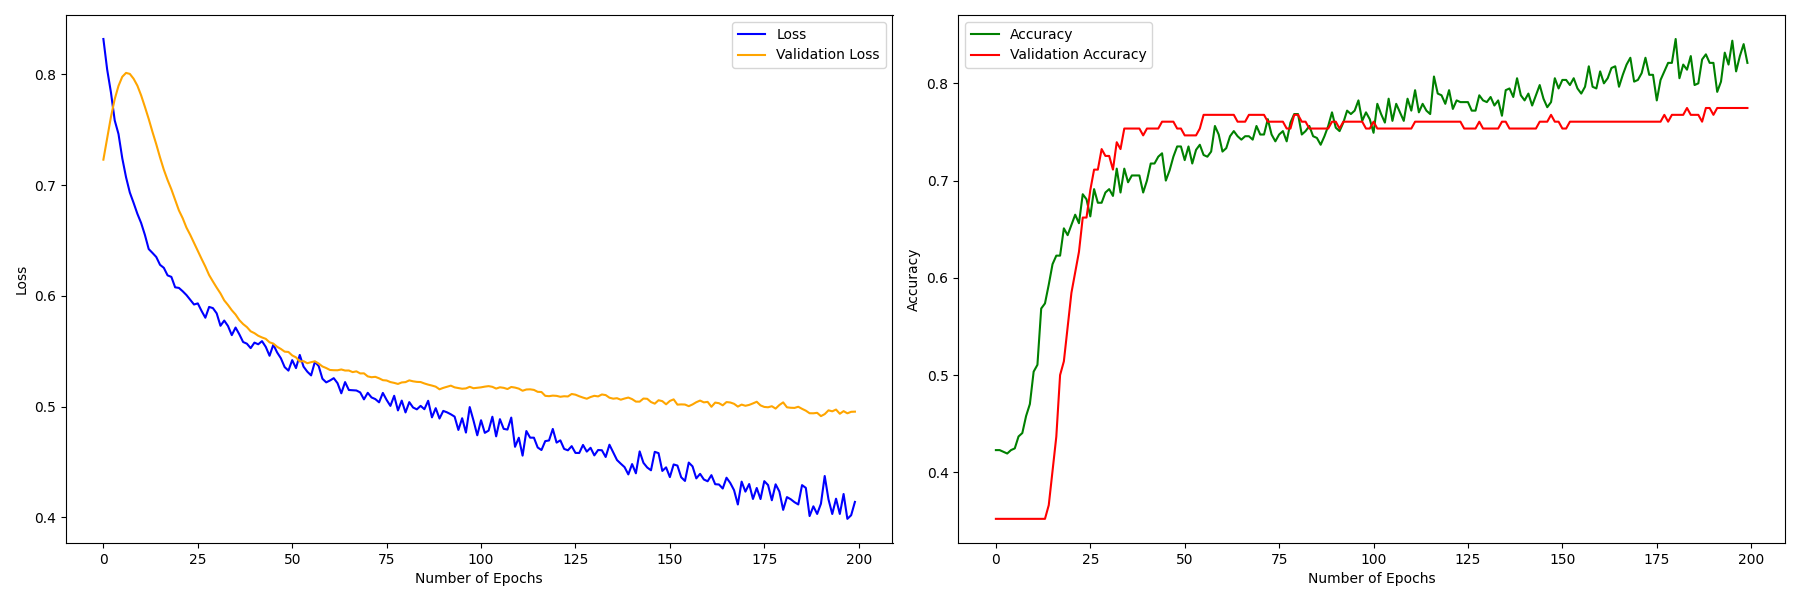 Loss
Validation Loss
0.8
0.7
0.6
0.5
0.4
Loss
0 25 50 75 100 125 150 175 200
Number of Epochs
Accuracy
Validation Accuracy
0.8
0.7
0.6
0.5
0.4
Accuracy
0 25 50 75 100 125 150 175 200
Number of Epochs